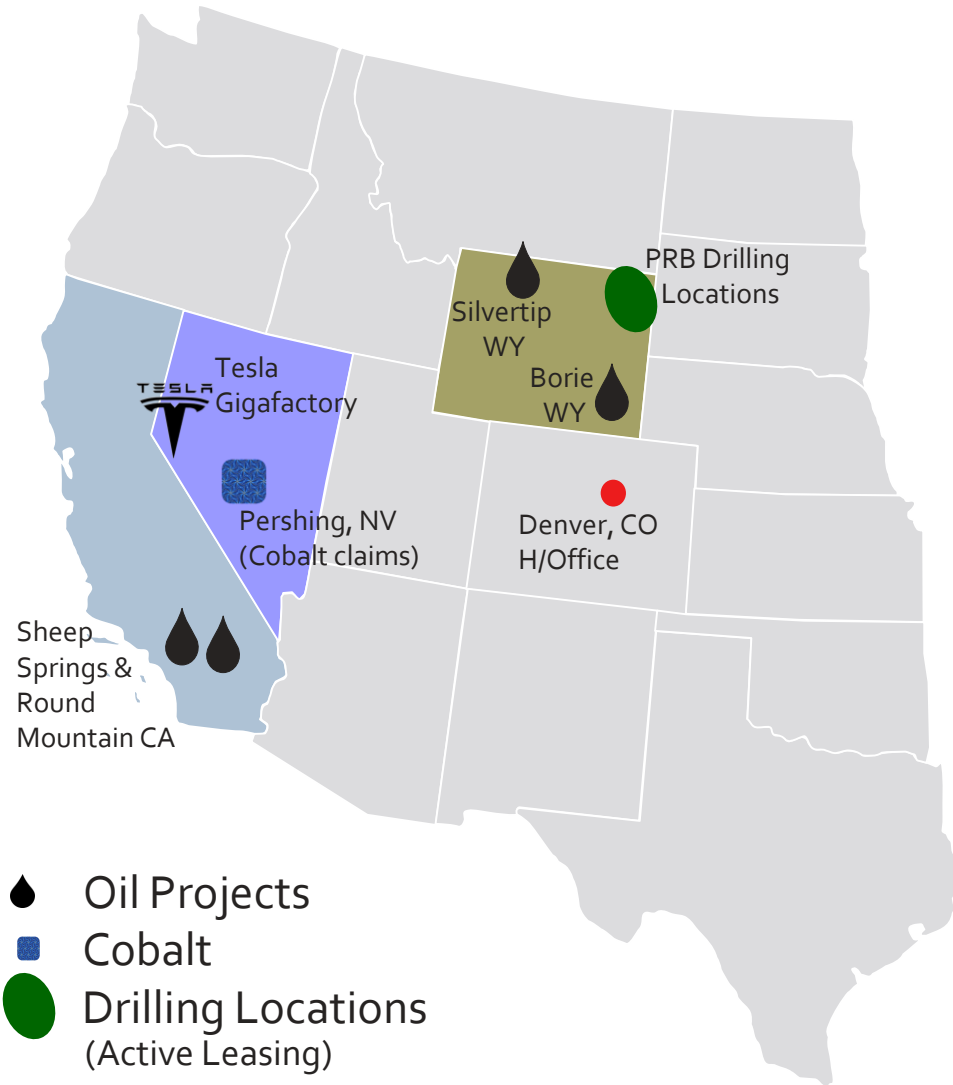 PRB Drilling
Locations
Silvertip
WY
Borie
WY
TESLA
Tesla
Gigafactory
Pershing, NV
(Cobalt claims)
Denver, CO
H/Office
Sheep
Springs &
Round
Mountain CA
Oil Projects
Cobalt
Drilling Locations
(Active Leasing)